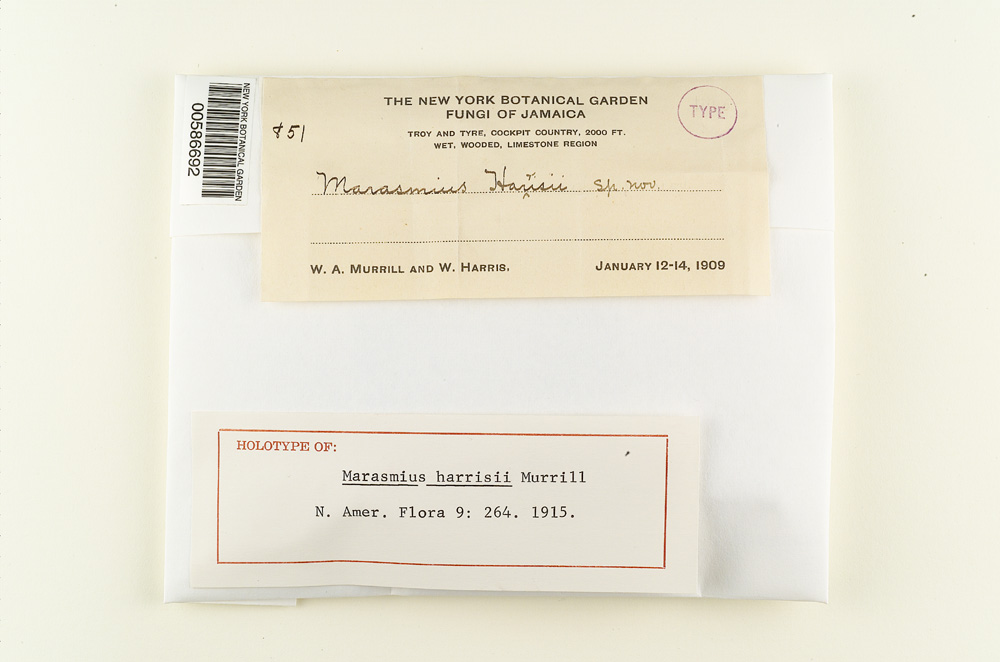 NEW YORK BOTANICAL GARDEN
00586692
THE NEW YORK BOTANICAL GARDEN
FUNGI OF JAMAICA
TYPE
851
TROY AND TYRE, COCKPIT COUNTRY, 2000 FT.
WET, WOODED, LIMESTONE REGION
Marasmius Harrisii sp. nov.
W. A. MURRILL AND W. HARRIS.
JANUARY 12-14, 1909
HOLOTYPE OF:
Marasmius harrisii Murrill
N. Amer. Flora 9: 264. 1915.